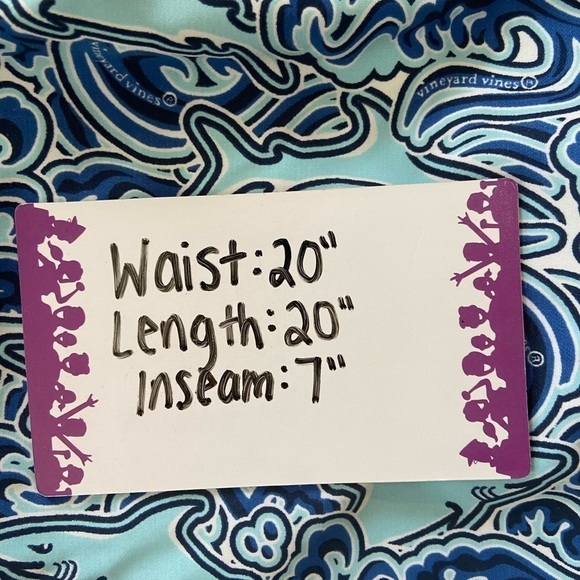 vineyard vines®
vineyard vines®
Waist: 20"
Length: 20"
Inseam: 7"